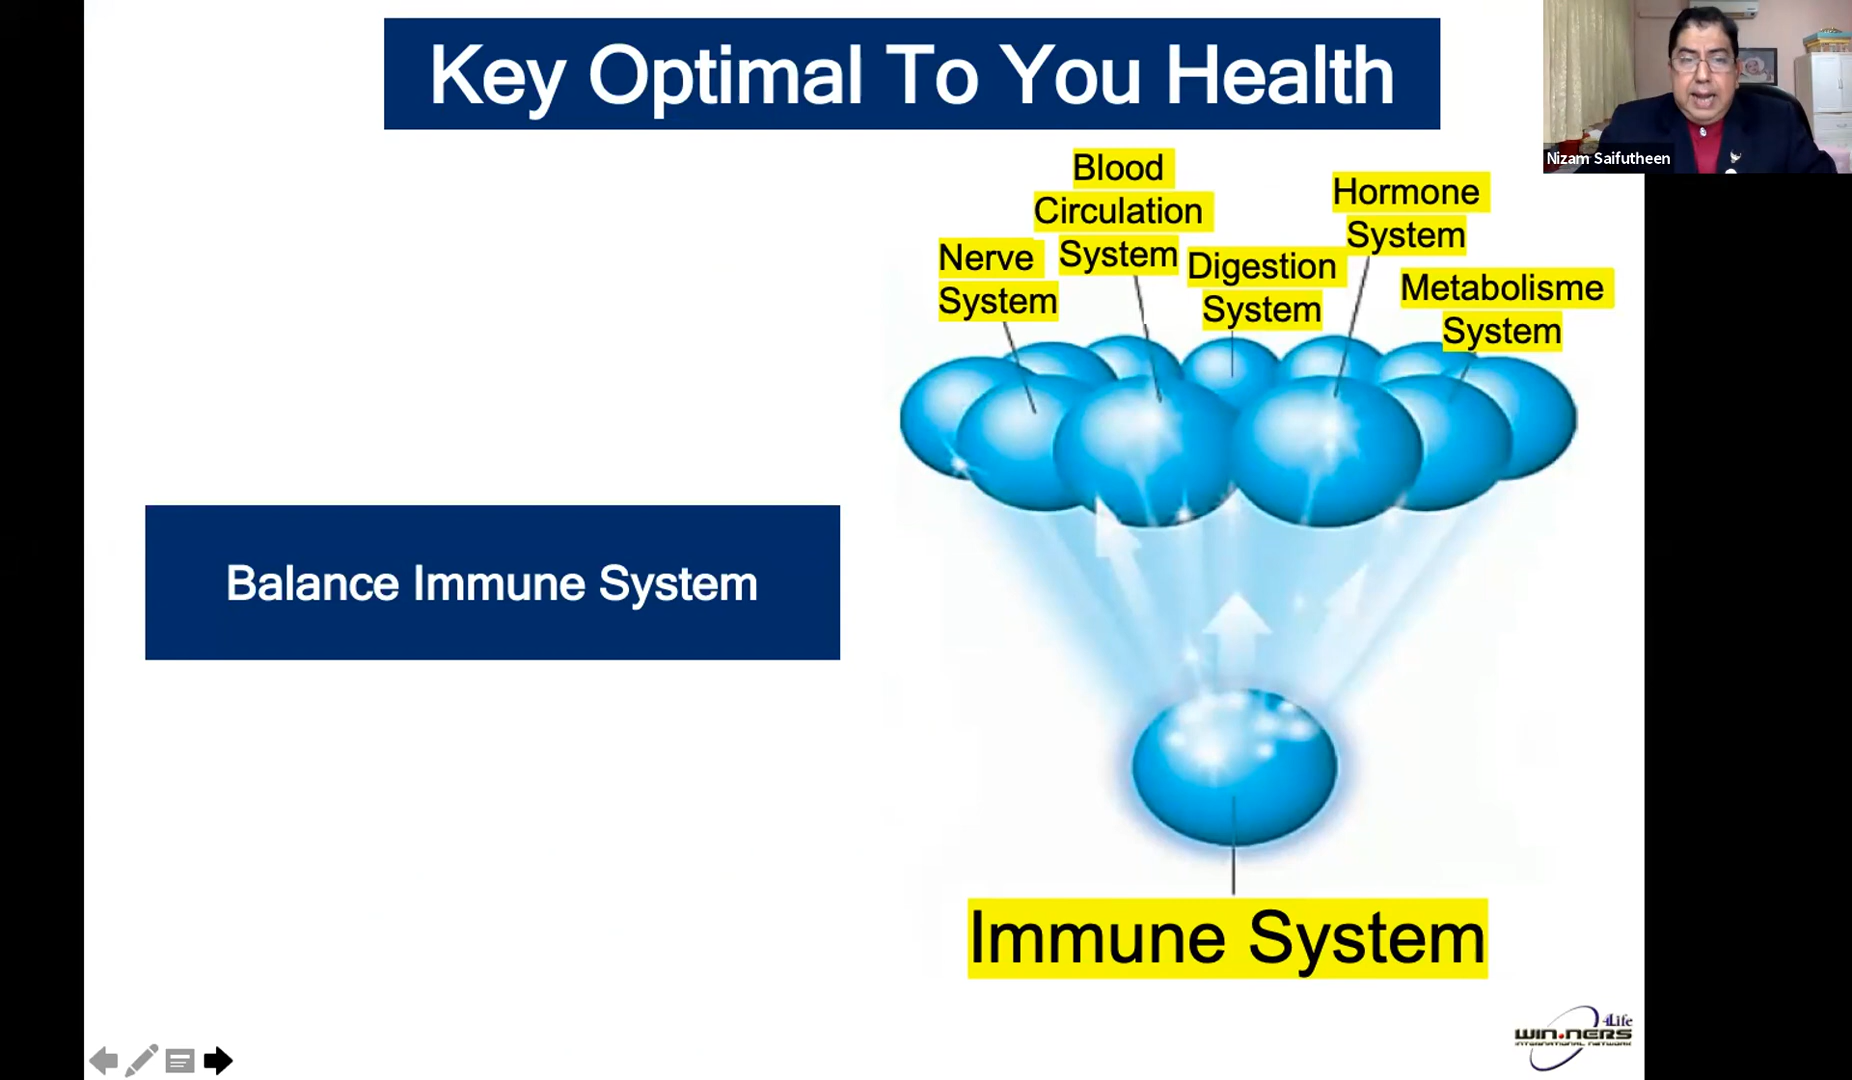 Key Optimal To You Health
Nizam Saifutheen
Blood
Circulation
System
Hormone
System
Nerve
System
Digestion
System
Metabolisme
System
Balance Immune System
Immune System
4Life
WIN.NERS
INTERNATIONAL NETWORK